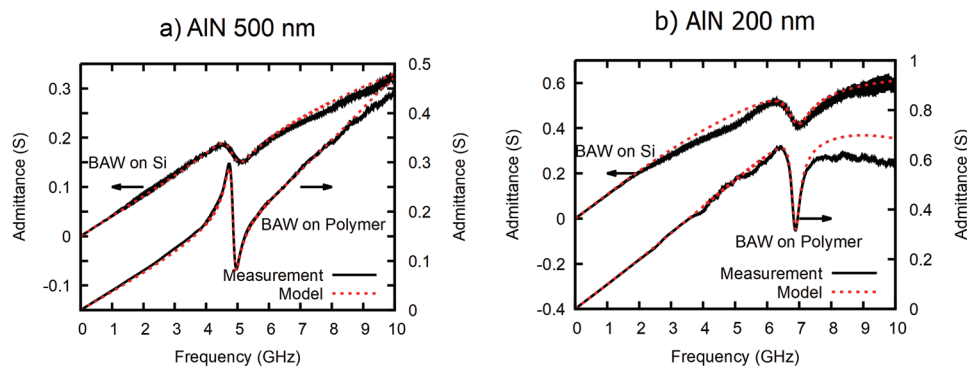 a) AlN 500 nm
0.3
0.2
0.1
0
-0.1
0.5
0.4
0.3
0.2
0.1
0
Admittance (S)
Admittance (S)
BAW on Si
BAW on Polymer
Measurement
Model
0 1 2 3 4 5 6 7 8 9 10
Frequency (GHz)
b) AlN 200 nm
0.6
0.4
0.2
0
-0.2
-0.4
1
0.8
0.6
0.4
0.2
0
Admittance (S)
Admittance (S)
BAW on Si
BAW on Polymer
Measurement
Model
0 1 2 3 4 5 6 7 8 9 10
Frequency (GHz)